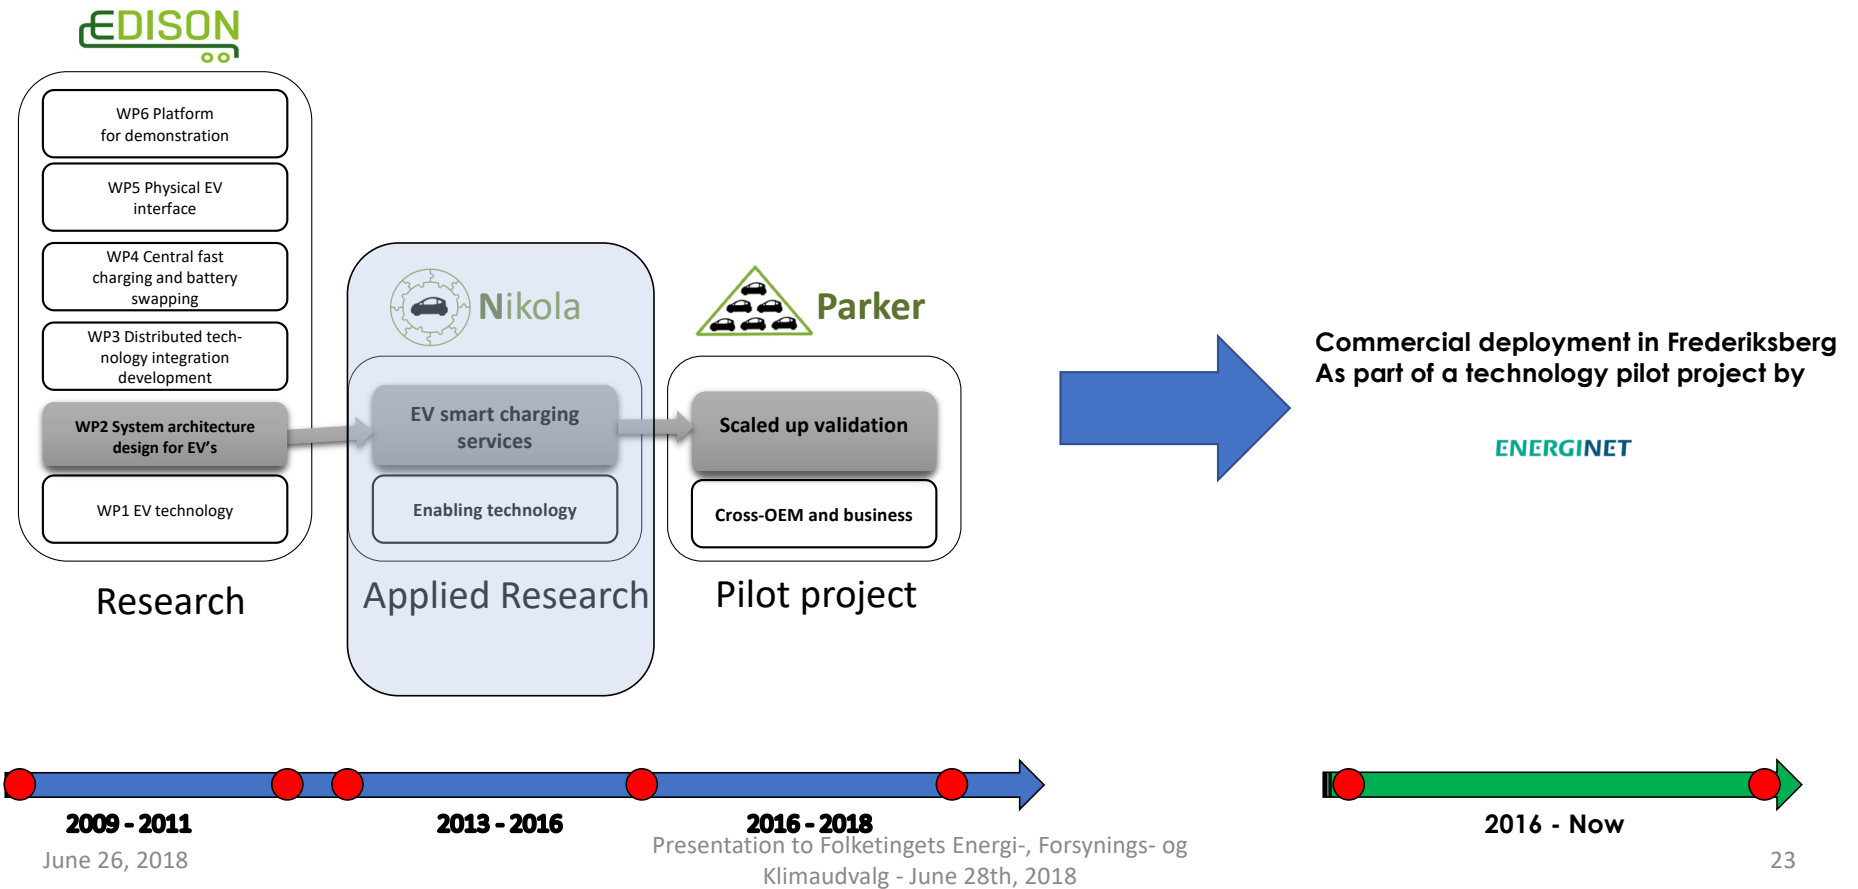 EDISON
WP6 Platform
for demonstration
WP5 Physical EV
interface
WP4 Central fast
charging and battery
swapping
WP3 Distributed tech-
nology integration
development
WP2 System architecture
design for EV's
WP1 EV technology
Research
Nikola
EV smart charging
services
Enabling technology
Applied Research
Parker
Scaled up validation
Cross-OEM and business
Pilot project
Commercial deployment in Frederiksberg
As part of a technology pilot project by
ENERGINET
2009 - 2011
2013 - 2016
2016 - 2018
2016 - Now
June 26, 2018
Presentation to Folketingets Energi-, Forsynings- og
Klimaudvalg - June 28th, 2018
23